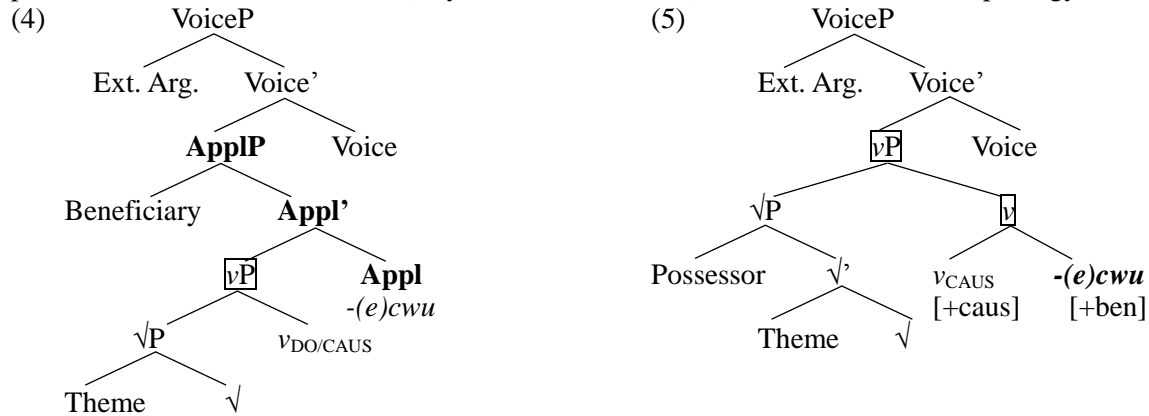 (4) VoiceP (5) VoiceP
Ext. Arg. Voice’ Ext. Arg. Voice’
ApplP Voice vP Voice
Beneficiary Appl’ √P v
vP Appl Possessor √’ vCAUS -(e)cwu
-(e)cwu [+caus] [+ben]
√P vDO/CAUS Theme √
Theme √